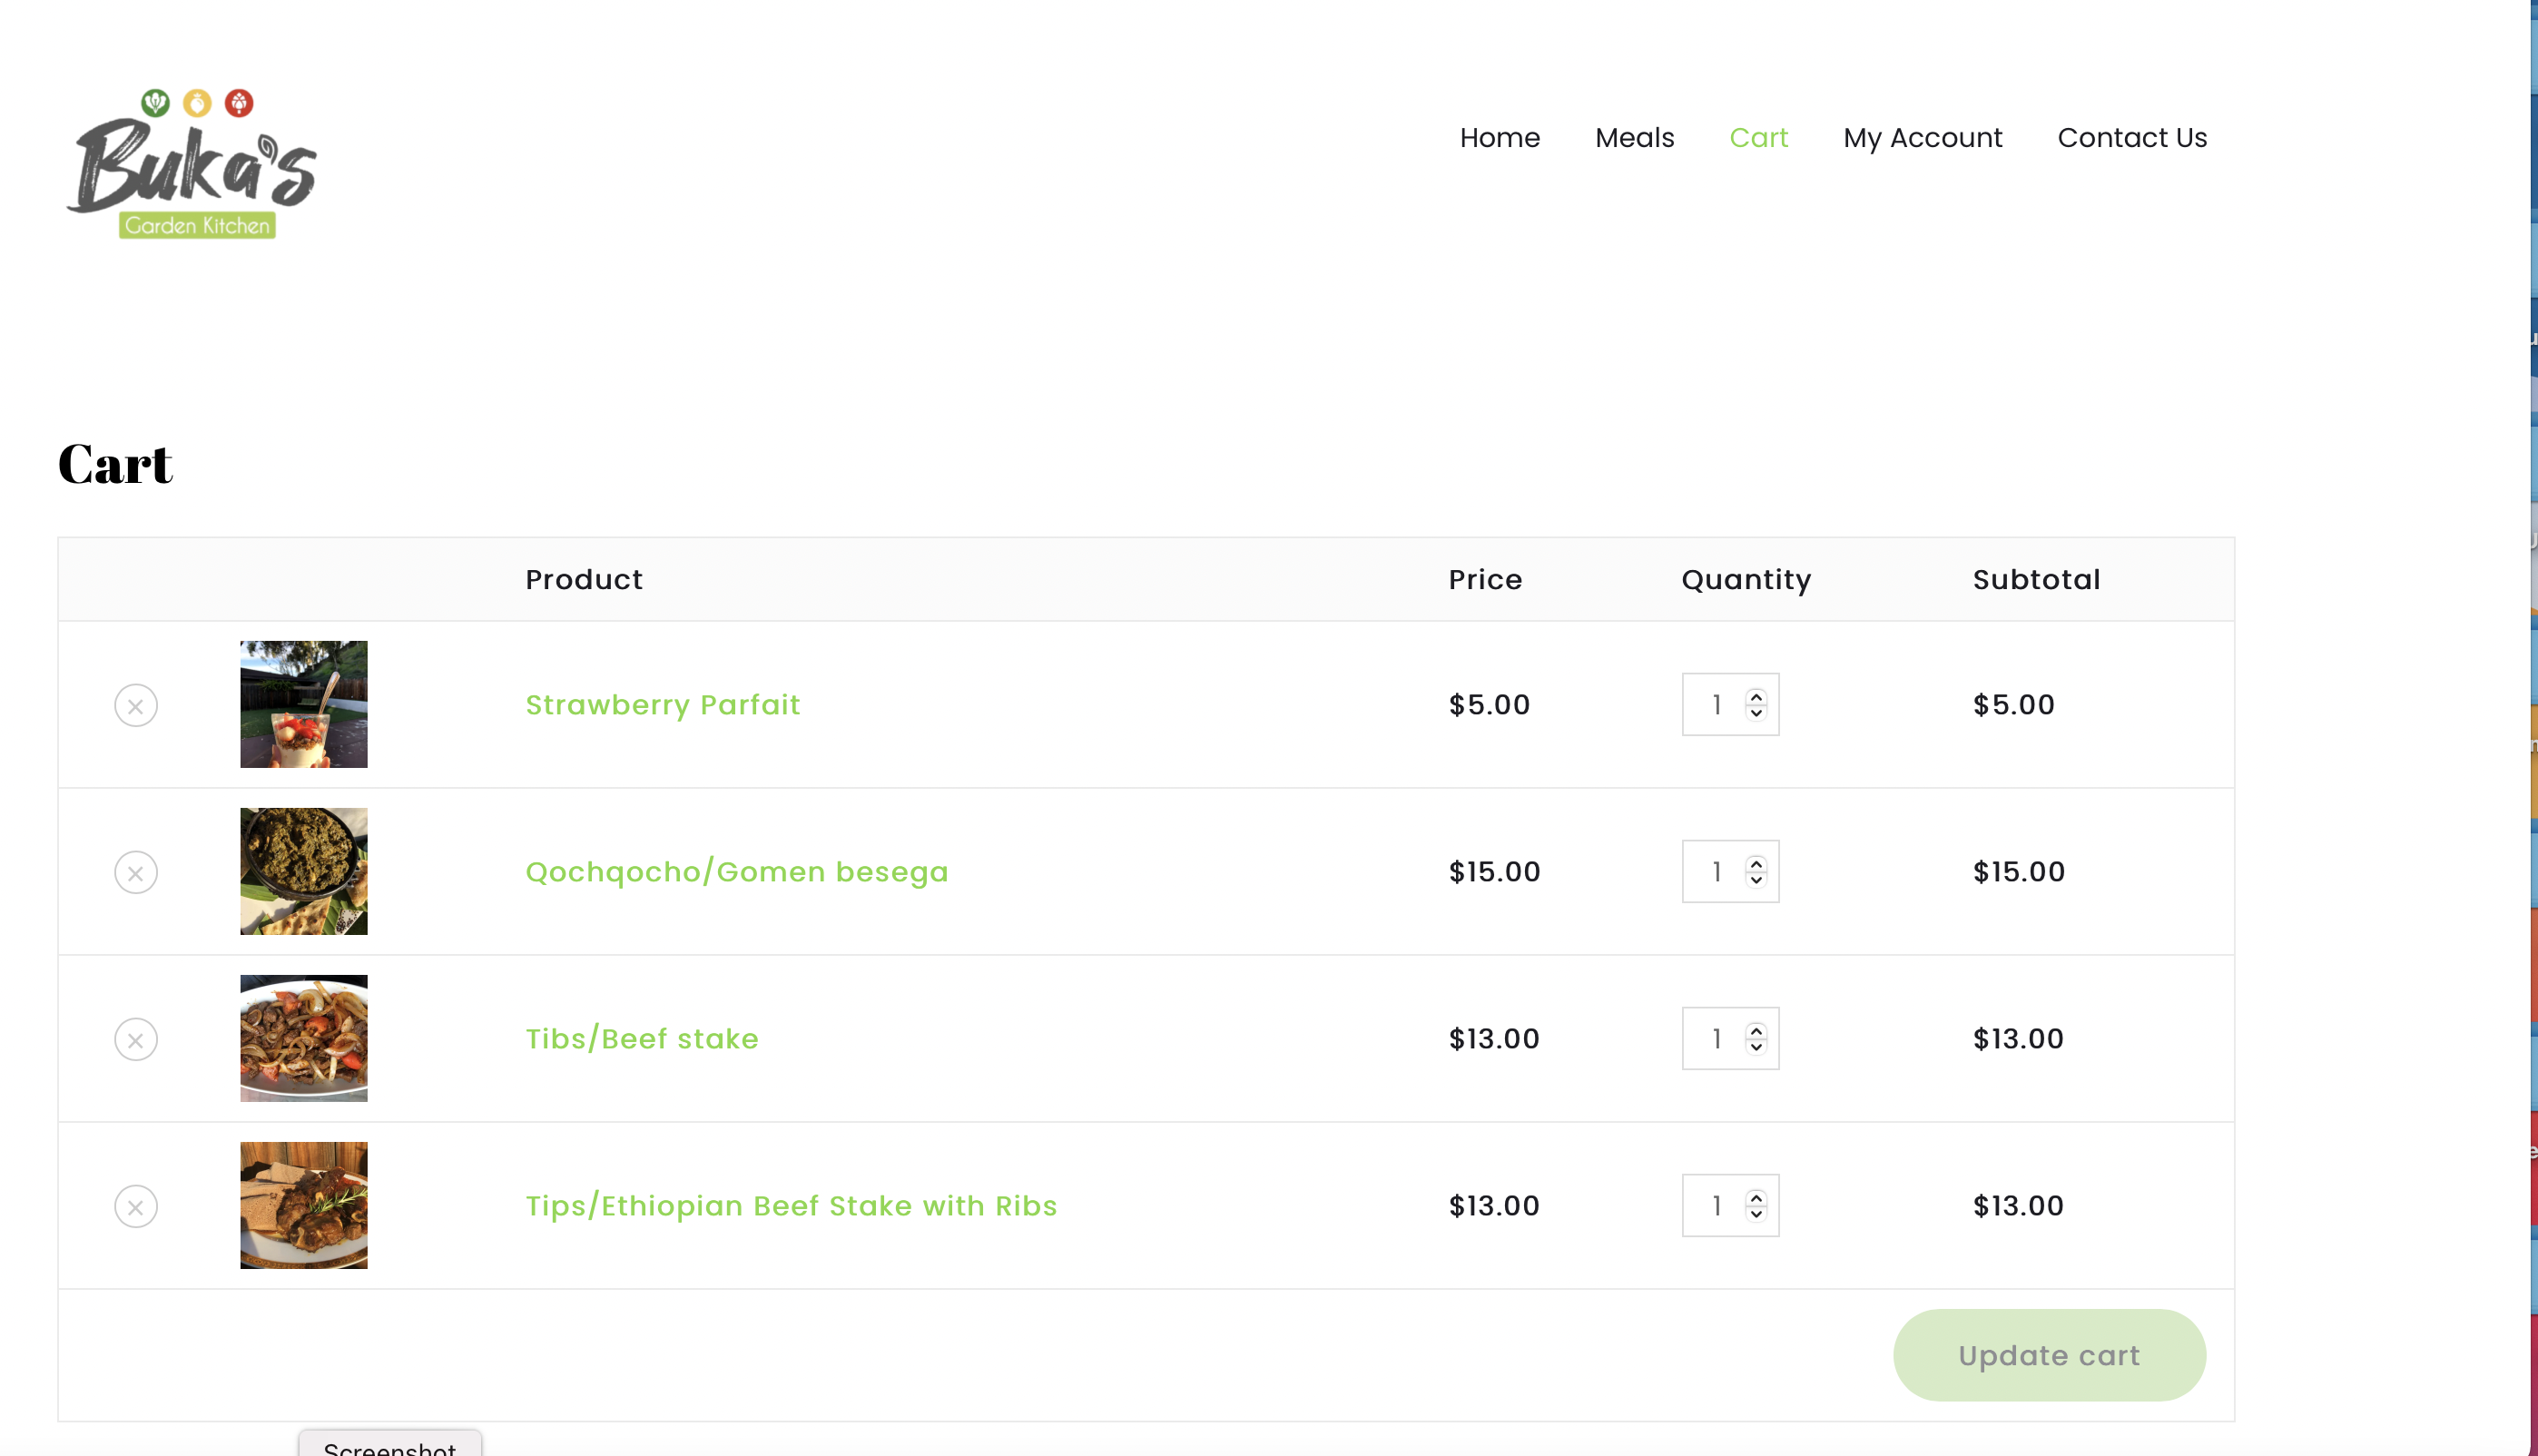 Buka's
Garden Kitchen
Home Meals Cart My Account Contact Us
Cart
Product Price Quantity Subtotal
Strawberry Parfait $5.00 1 $5.00
Qochqocho/Gomen besega $15.00 1 $15.00
Tibs/Beef stake $13.00 1 $13.00
Tips/Ethiopian Beef Stake with Ribs $13.00 1 $13.00
Update cart
Screenshot